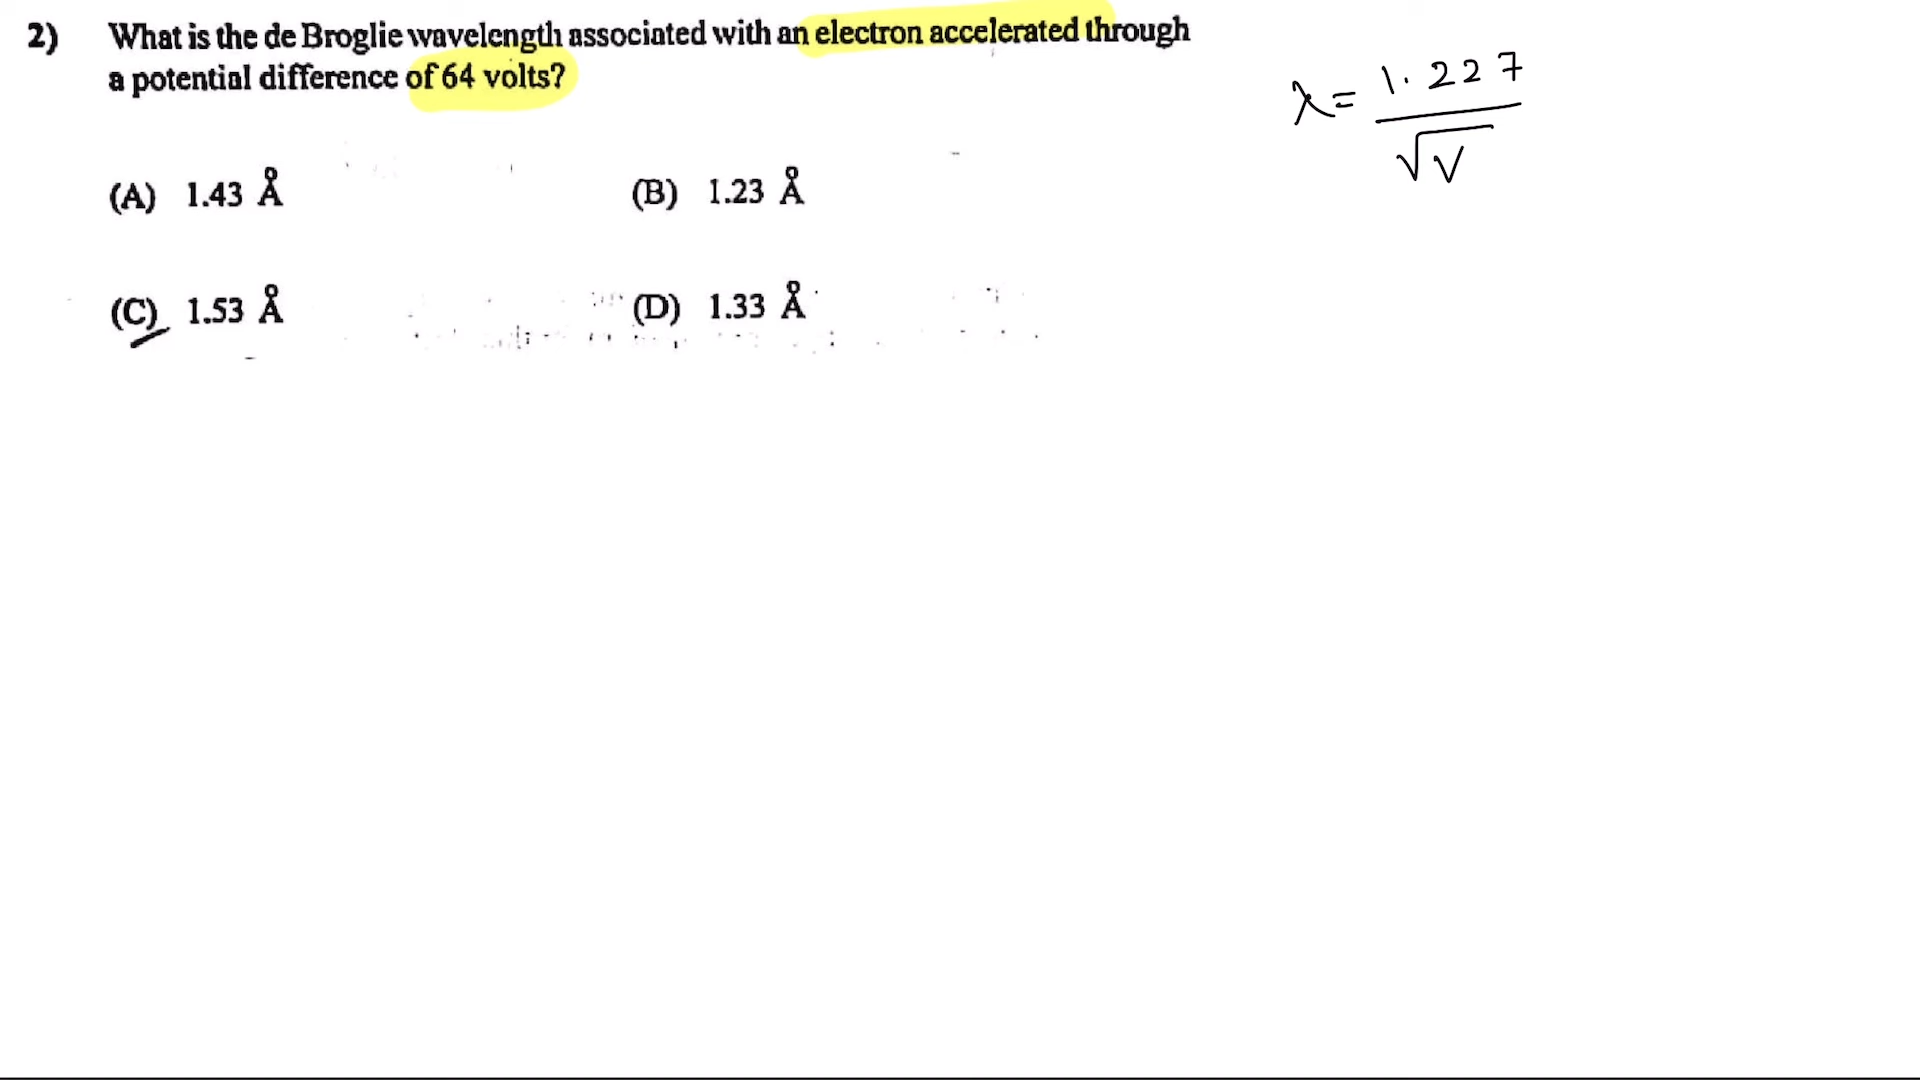 2) What is the de Broglie wavelength associated with an electron accelerated through
a potential difference of 64 volts?
(A) 1.43 Å (B) 1.23 Å
(C) 1.53 Å (D) 1.33 Å
λ = 1.227
√V